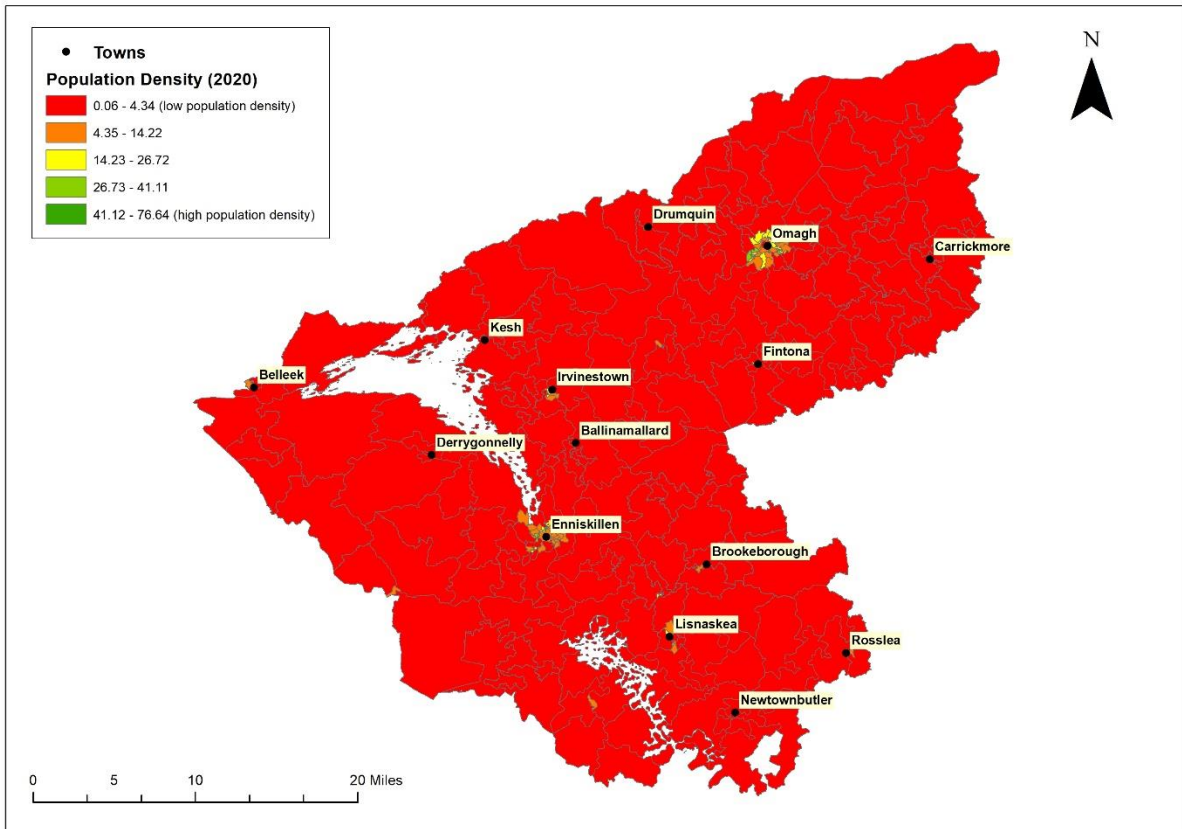 Towns
Population Density (2020)
0.06 - 4.34 (low population density)
4.35 - 14.22
14.23 - 26.72
26.73 - 41.11
41.12 - 76.64 (high population density)
N
Drumquin
Omagh
Carrickmore
Kesh
Fintona
Belleek
Irvinestown
Ballinamallard
Derrygonnelly
Enniskillen
Brookeborough
Lisnaskea
Rosslea
Newtownbutler
0 5 10 20 Miles